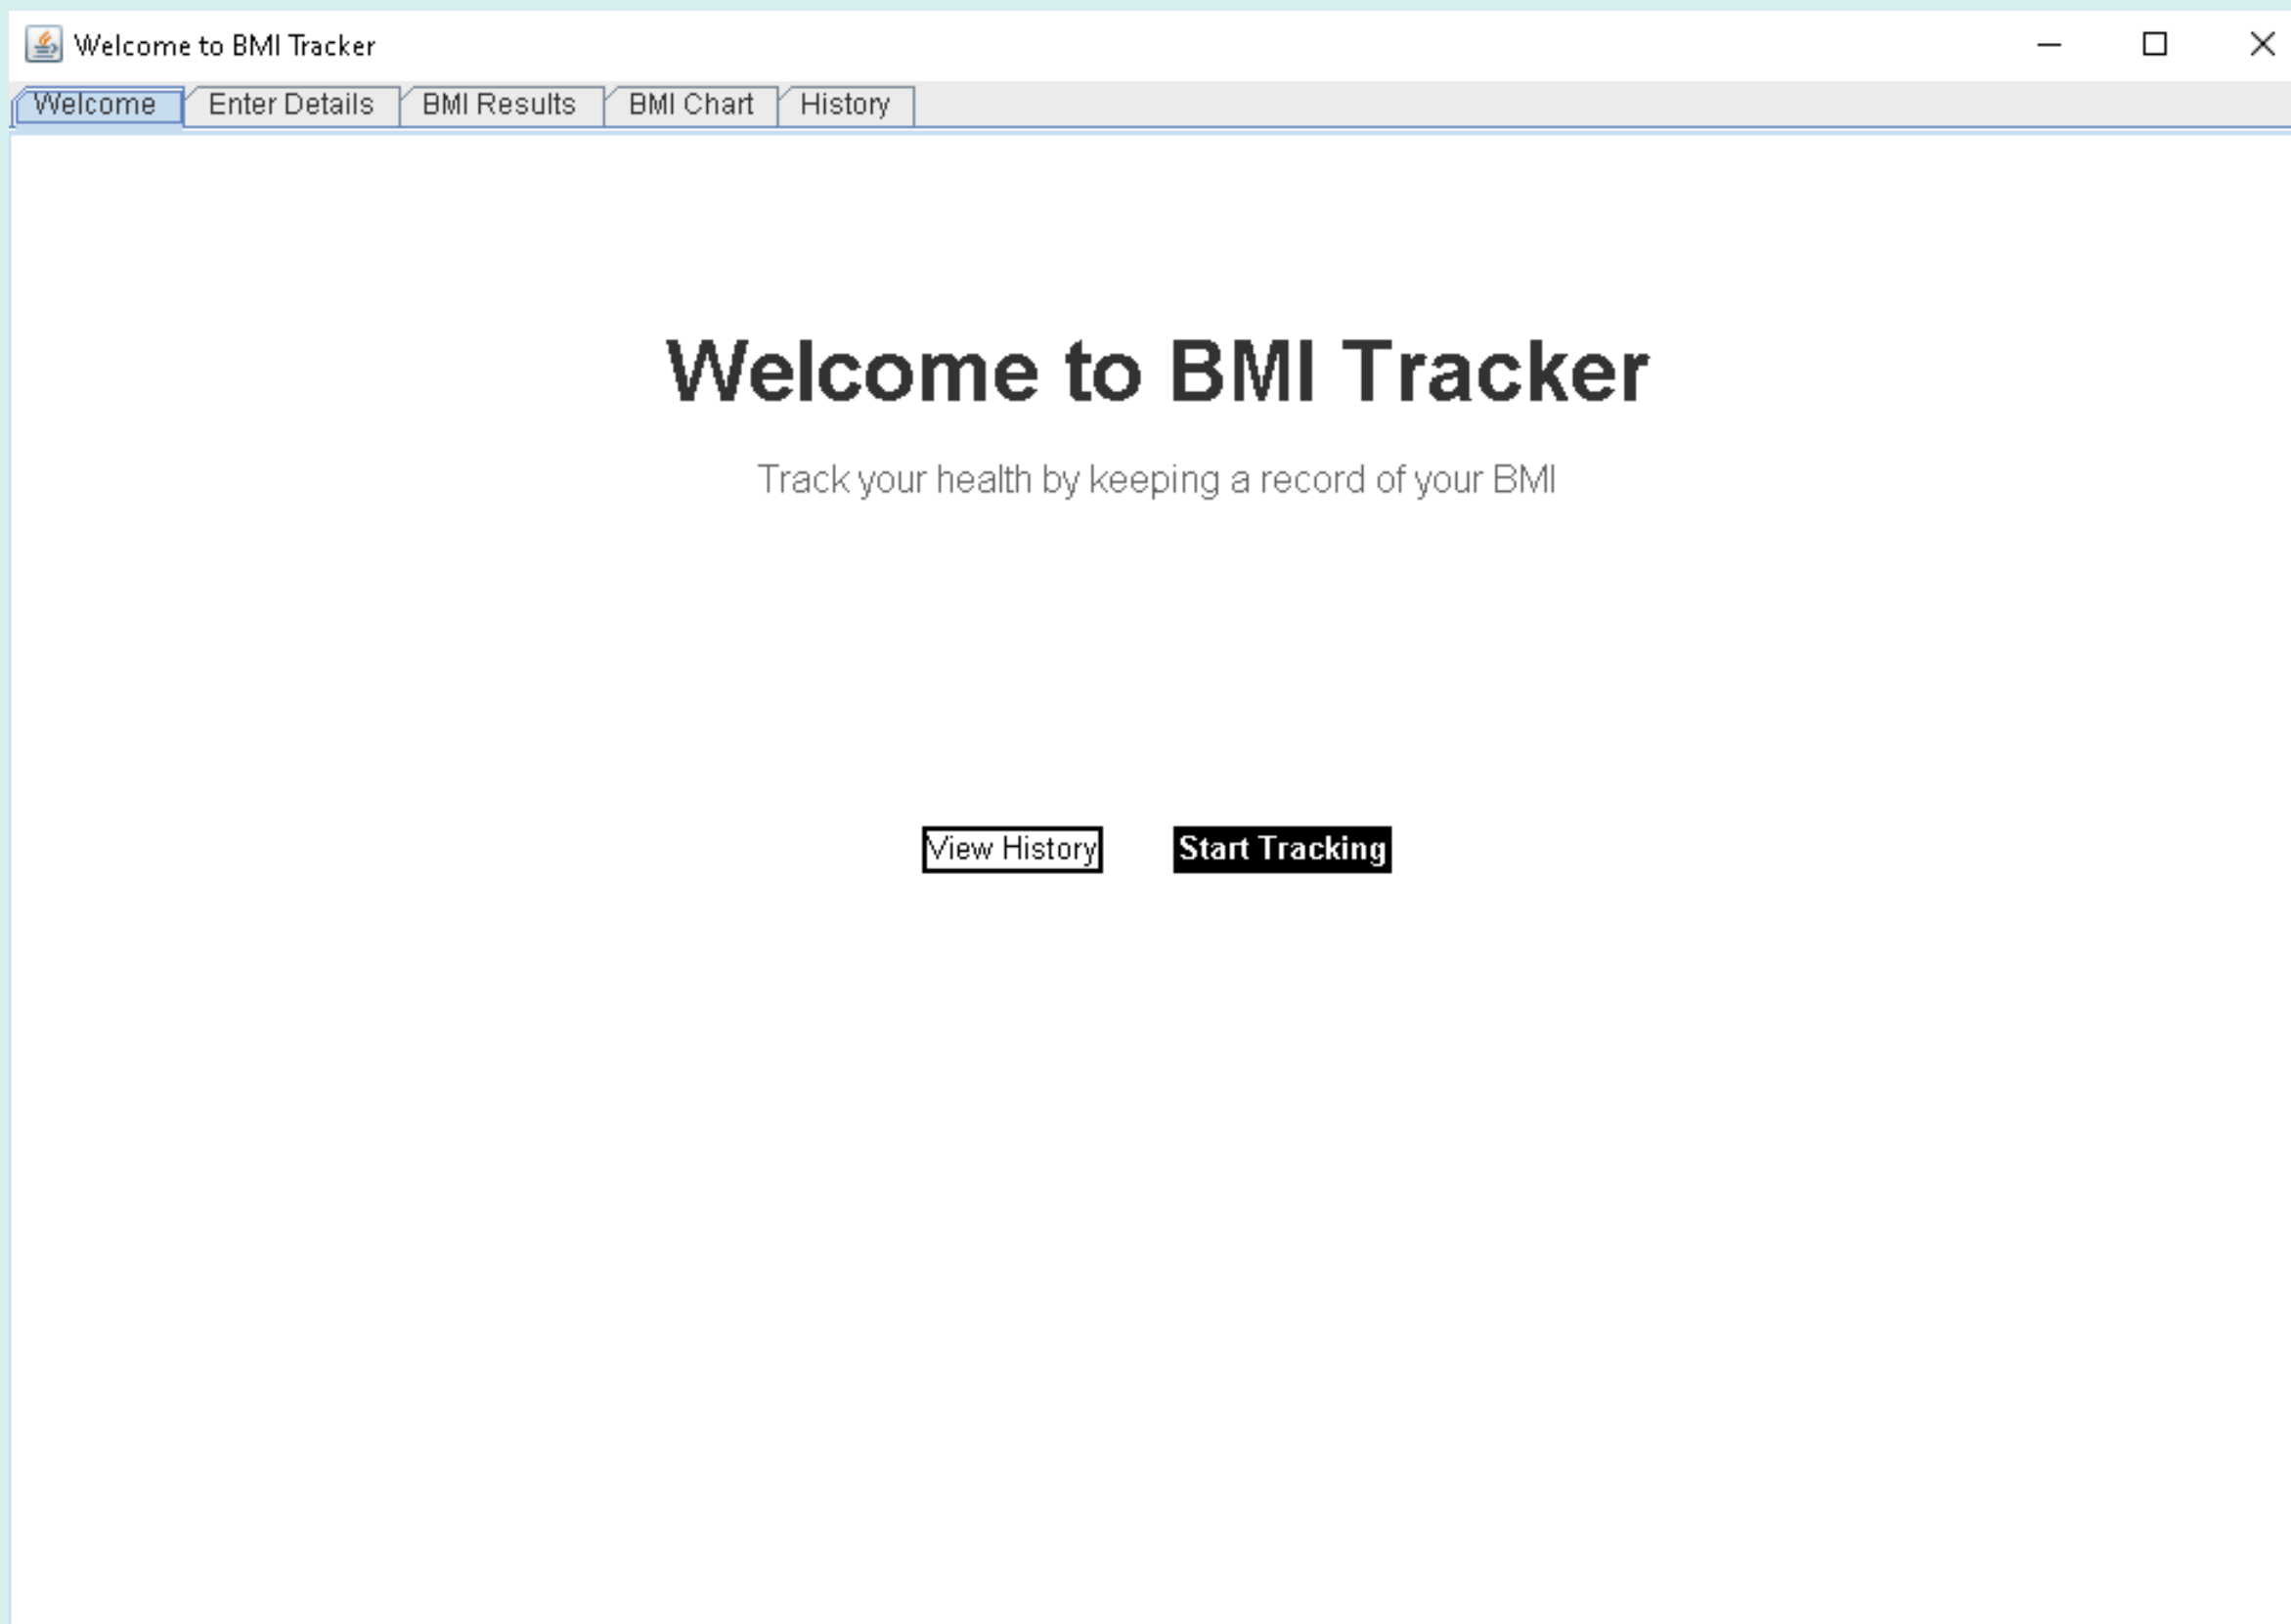 Welcome to BMI Tracker
Welcome Enter Details BMI Results BMI Chart History
Welcome to BMI Tracker
Track your health by keeping a record of your BMI
View History Start Tracking